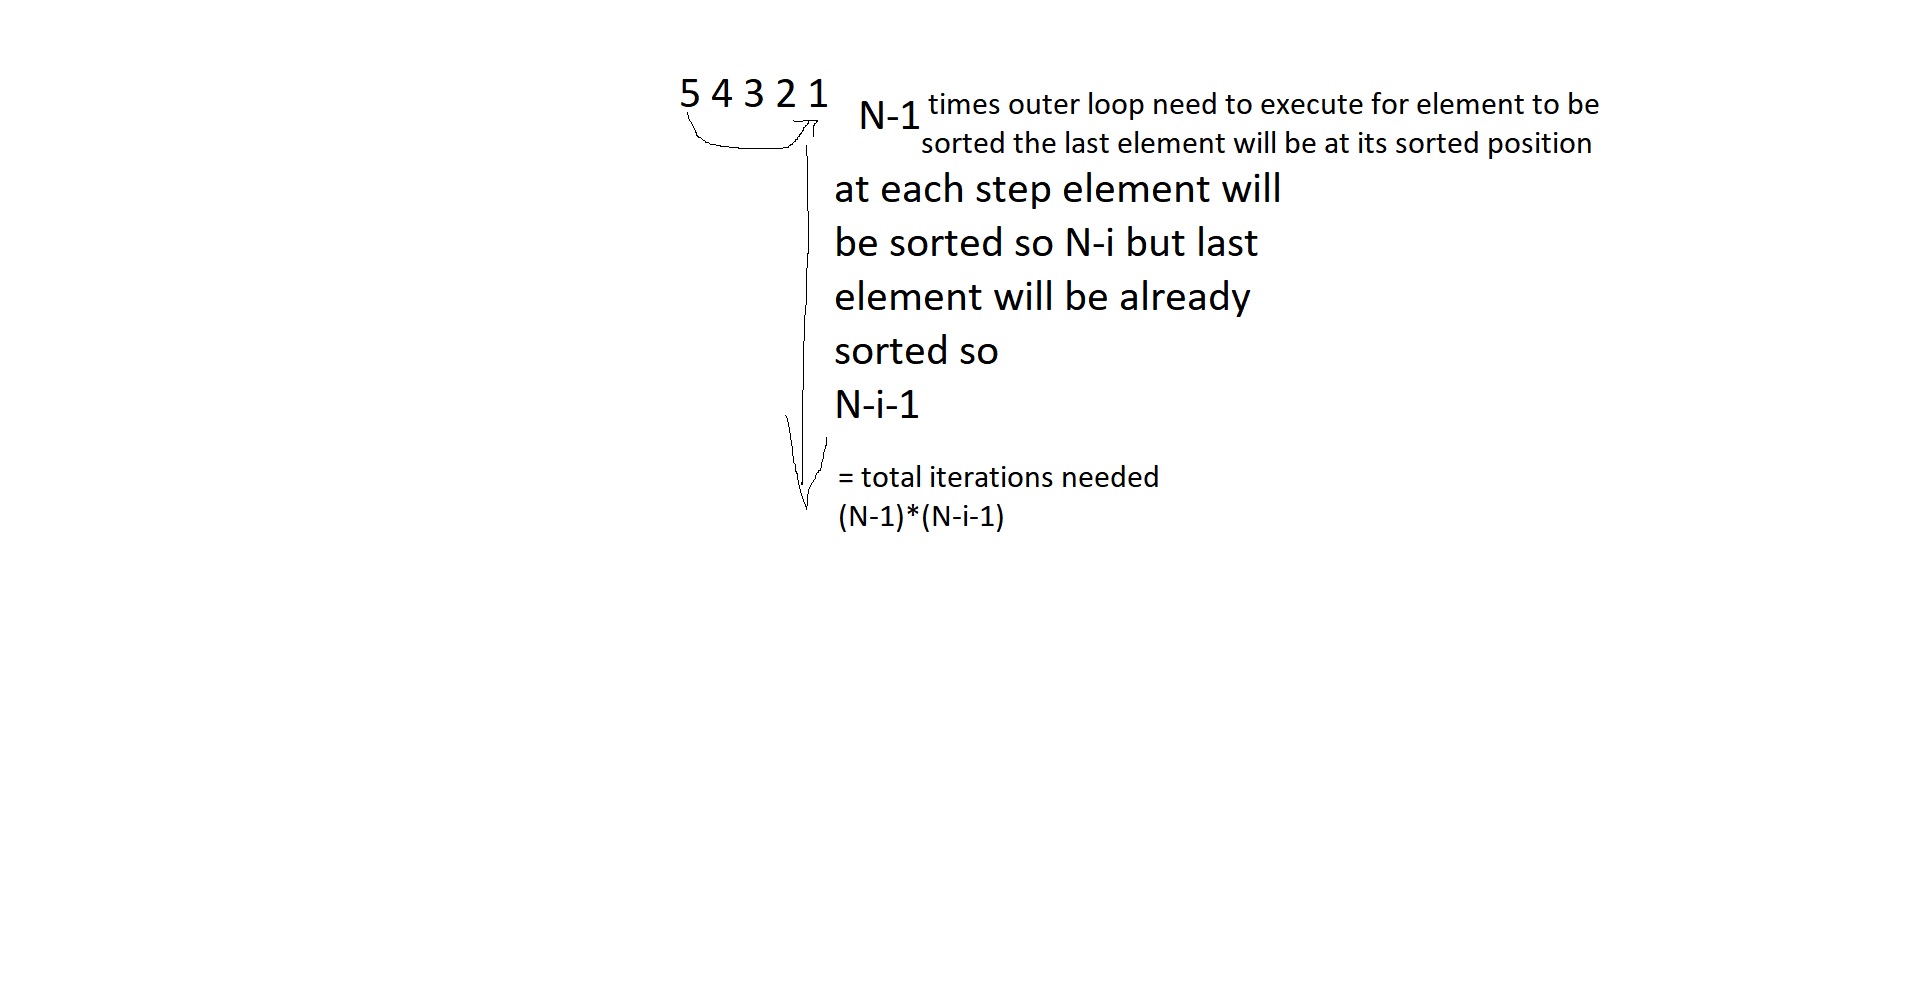 5 4 3 2 1
N-1 times outer loop need to execute for element to be
sorted the last element will be at its sorted position
at each step element will
be sorted so N-i but last
element will be already
sorted so
N-i-1
= total iterations needed
(N-1)*(N-i-1)